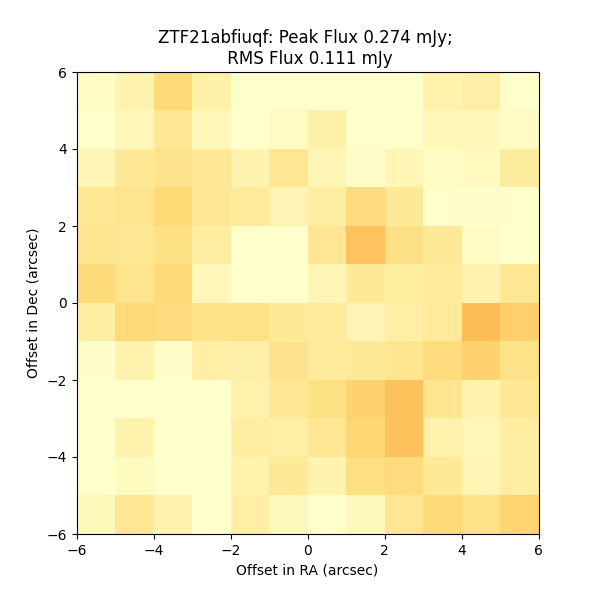 ZTF21abfiuqf: Peak Flux 0.274 mJy;
RMS Flux 0.111 mJy
6
4
2
0
−2
−4
−6
Offset in Dec (arcsec)
−6 −4 −2 0 2 4 6
Offset in RA (arcsec)